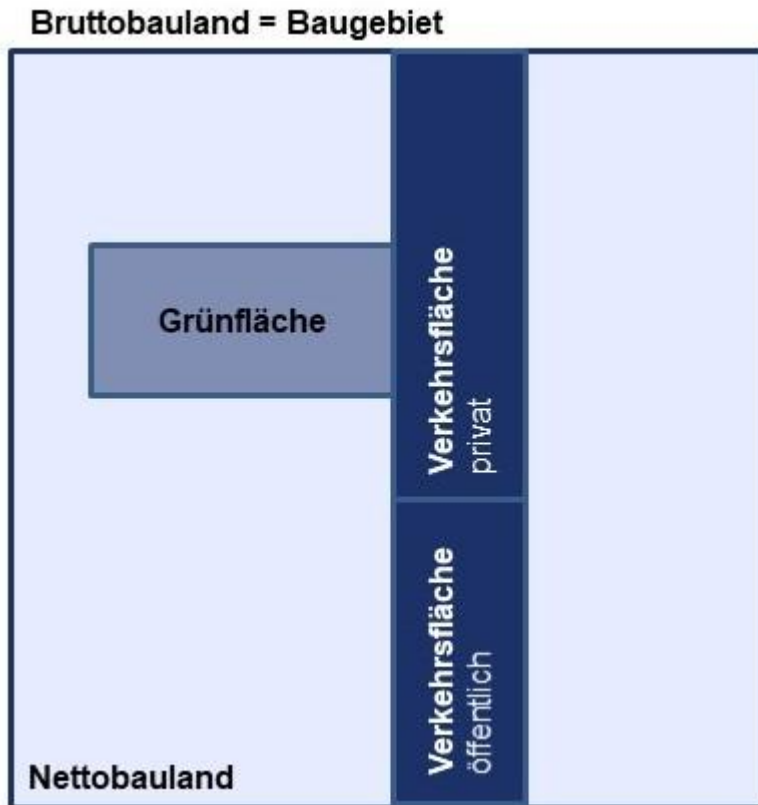 Bruttobauland = Baugebiet
Grünfläche
Verkehrsfläche
privat
Verkehrsfläche
öffentlich
Nettobauland